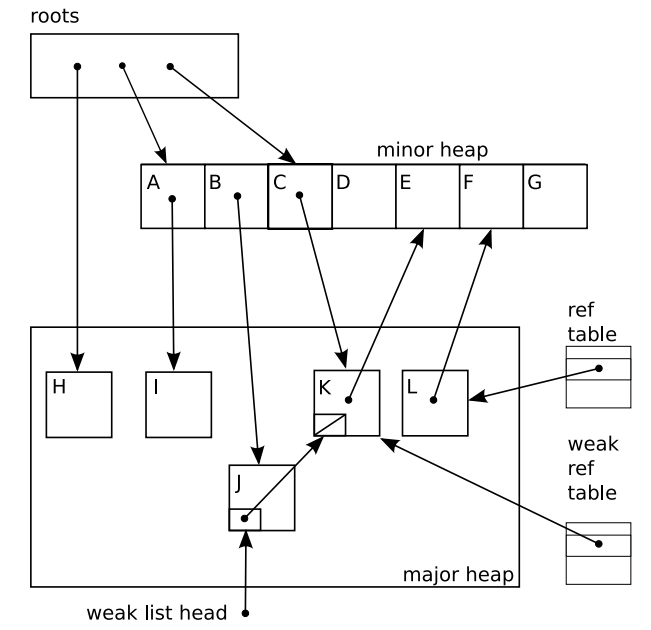 roots
minor heap
A
B
C
D
E
F
G
ref
table
H
I
K
L
weak
ref
table
J
major heap
weak list head